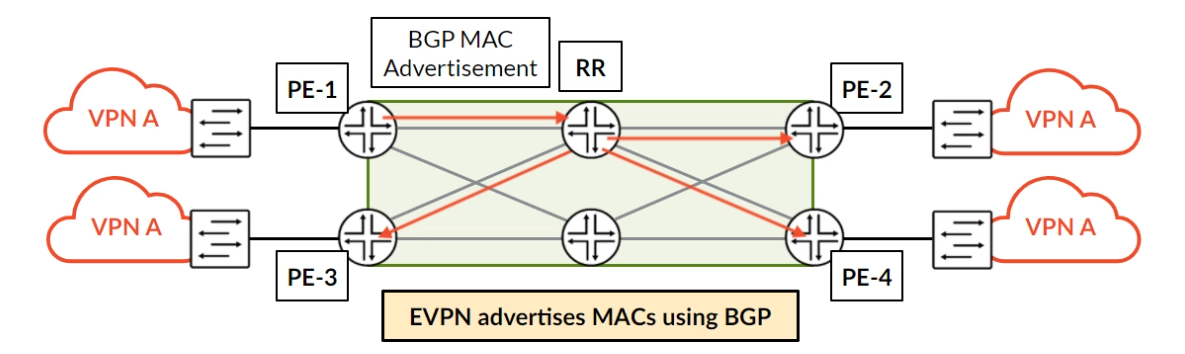 BGP MAC
Advertisement
RR
PE-1
PE-2
VPN A
VPN A
VPN A
VPN A
PE-3
PE-4
EVPN advertises MACs using BGP